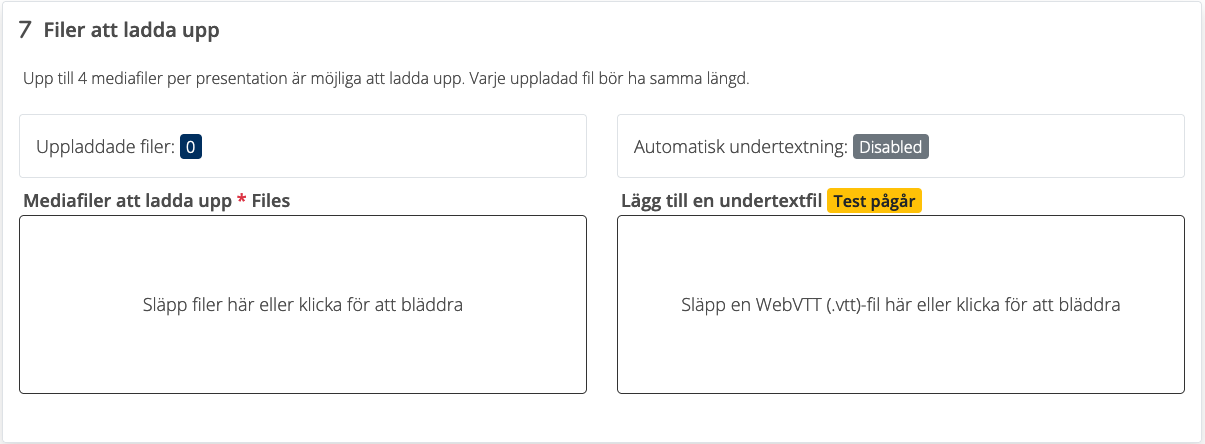 7 Filer att ladda upp
Upp till 4 mediafiler per presentation är möjliga att ladda upp. Varje uppladad fil bör ha samma längd.
Uppladdade filer: 0
Automatisk undertextning: Disabled
Mediafiler att ladda upp * Files
Lägg till en undertextfil Test pågår
Släpp filer här eller klicka för att bläddra
Släpp en WebVTT (.vtt)-fil här eller klicka för att bläddra